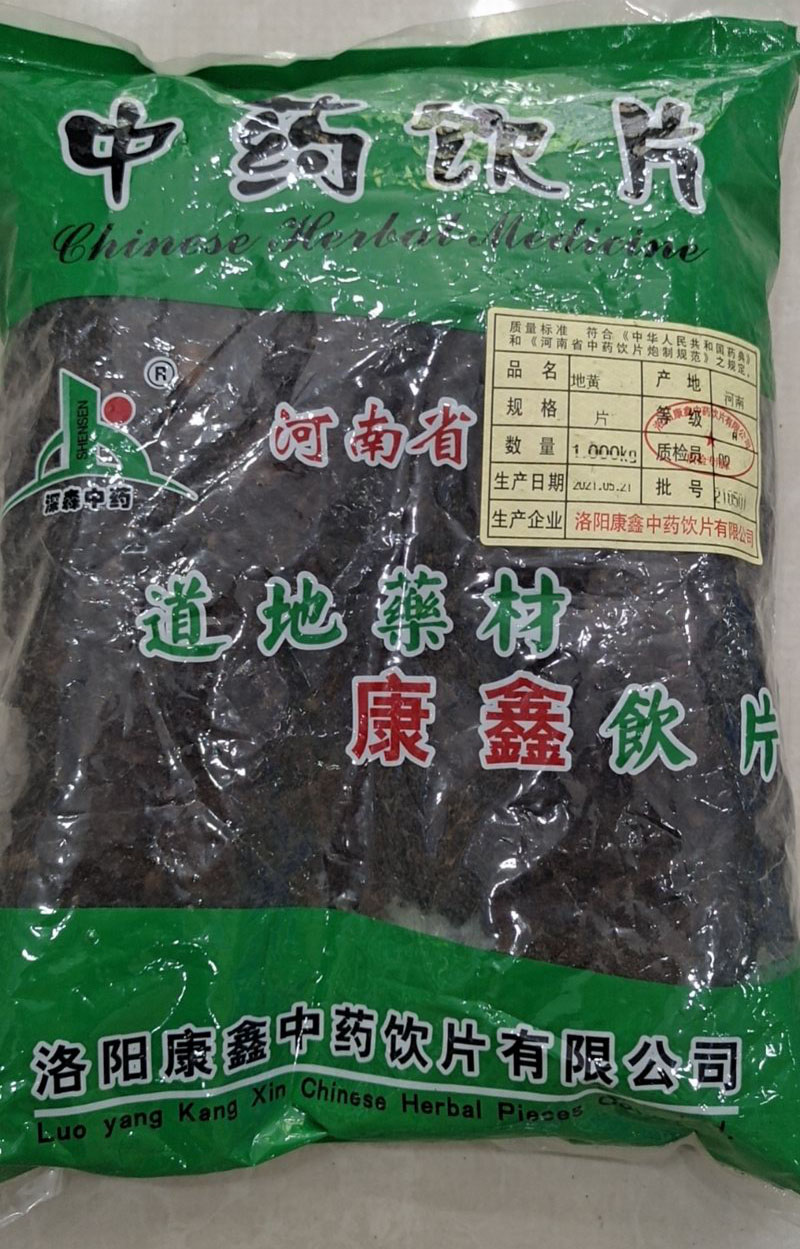 中药饮片
Chinese Herbal Medicine
质量标准 符合《中华人民共和国药典》
和《河南省中药饮片炮制规范》之规定。
品名 地黄 产地 河南
规格 片 等级
数量 1.000kg 质检员
生产日期 2021.05.21 批号
生产企业 洛阳康鑫中药饮片有限公司
®
SHENSEN
深森中药
河南省
道地藥材
康鑫飲片
洛阳康鑫中药饮片有限公司
Luo yang Kang Xin Chinese Herbal Pieces